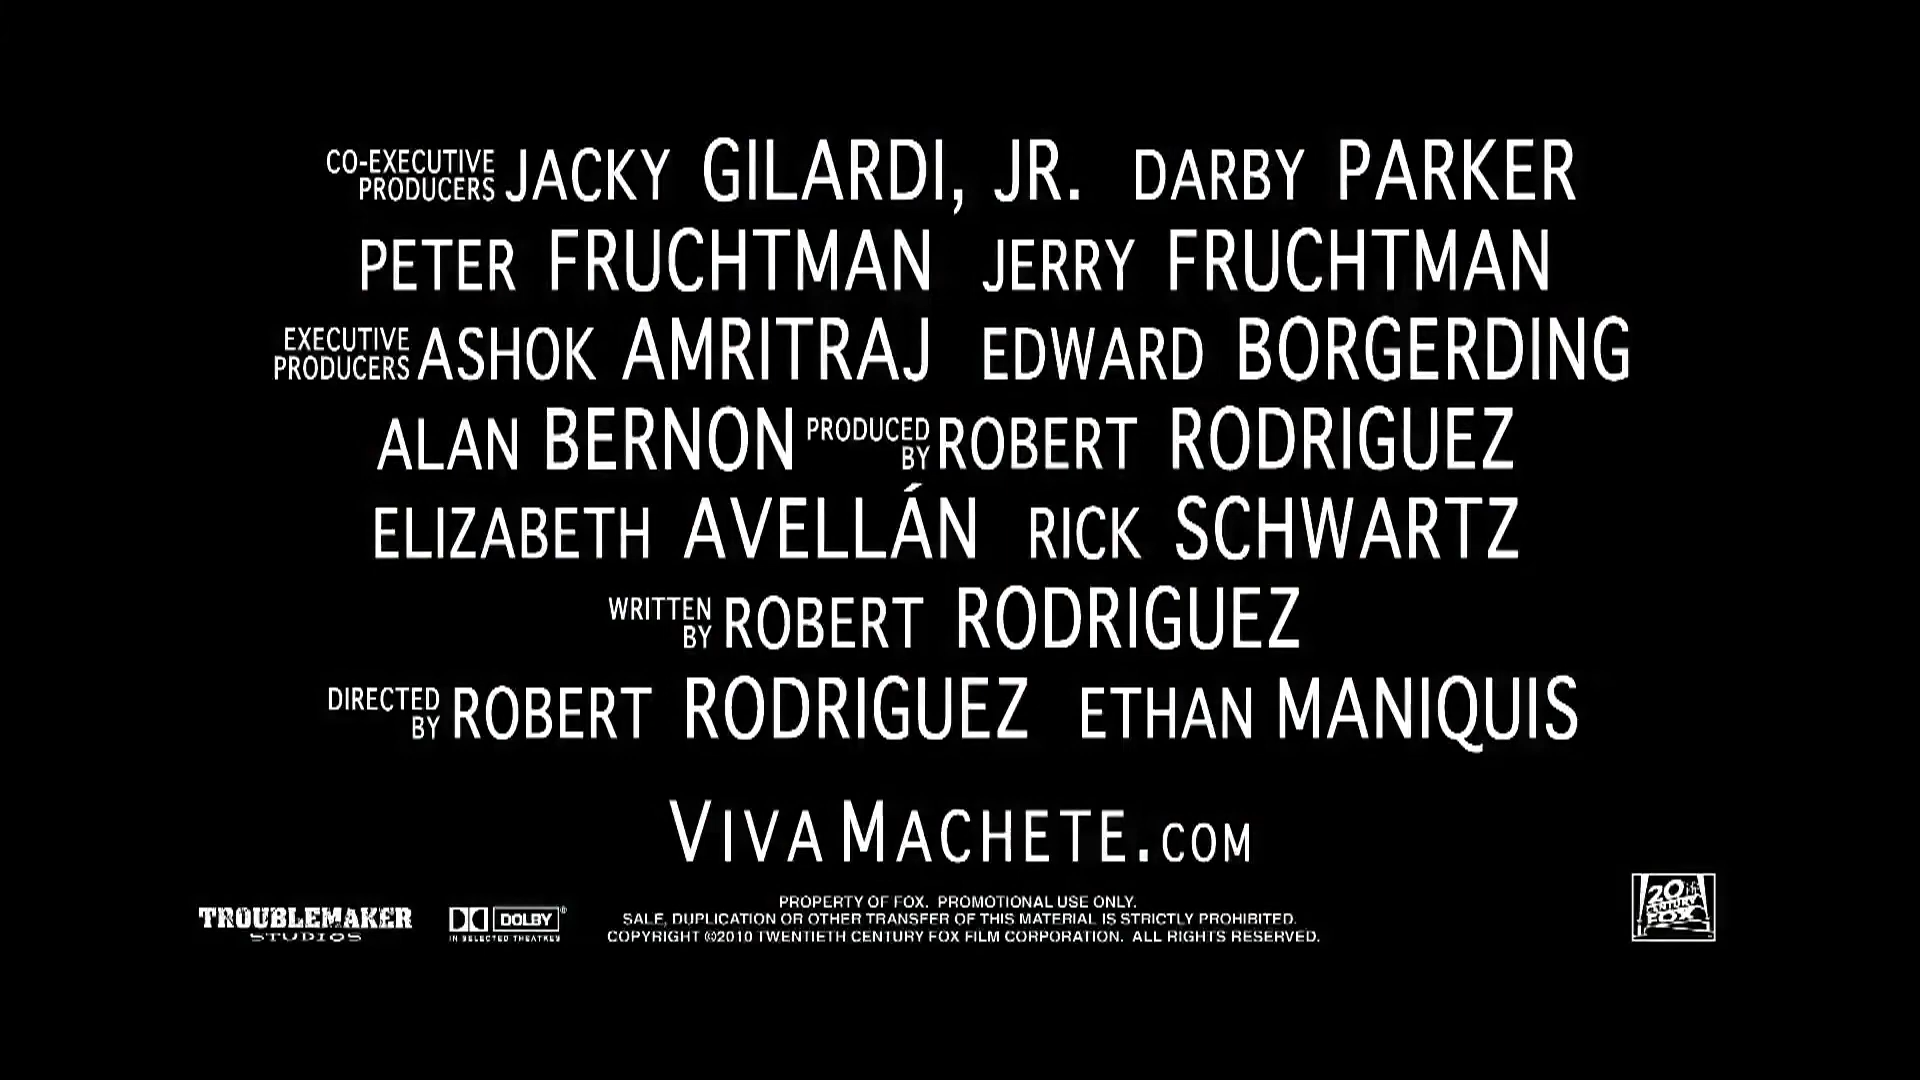 CO-EXECUTIVE PRODUCERS JACKY GILARDI, JR. DARBY PARKER
PETER FRUCHTMAN JERRY FRUCHTMAN
EXECUTIVE PRODUCERS ASHOK AMRITRAJ EDWARD BORGERDING
ALAN BERNON PRODUCED BY ROBERT RODRIGUEZ
ELIZABETH AVELLÁN RICK SCHWARTZ
WRITTEN BY ROBERT RODRIGUEZ
DIRECTED BY ROBERT RODRIGUEZ ETHAN MANIQUIS
VIVAMACHETE.COM
TROUBLEMAKER
STUDIOS
DOLBY®
IN SELECTED THEATRES
PROPERTY OF FOX. PROMOTIONAL USE ONLY.
SALE, DUPLICATION OR OTHER TRANSFER OF THIS MATERIAL IS STRICTLY PROHIBITED.
COPYRIGHT ©2010 TWENTIETH CENTURY FOX FILM CORPORATION. ALL RIGHTS RESERVED.
20TH
CENTURY
FOX